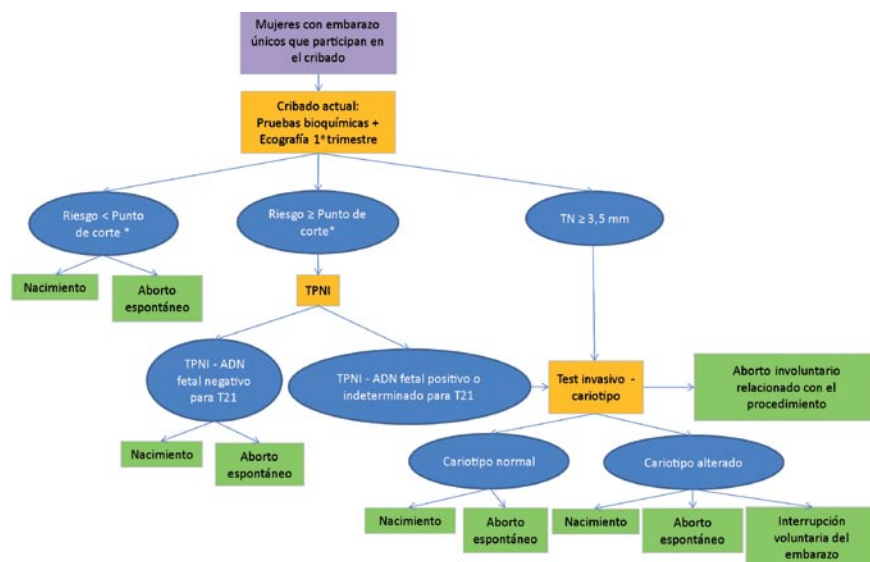 Mujeres con embarazo
únicos que participan en
el cribado
Cribado actual:
Pruebas bioquímicas +
Ecografía 1ª trimestre
Riesgo < Punto
de corte *
Riesgo ≥ Punto de
corte*
TN ≥ 3,5 mm
Nacimiento
Aborto
espontáneo
TPNI
TPNI - ADN
fetal negativo
para T21
TPNI - ADN fetal positivo o
indeterminado para T21
Test invasivo -
cariotipo
Aborto involuntario
relacionado con el
procedimiento
Nacimiento
Aborto
espontáneo
Cariotipo normal
Cariotipo alterado
Nacimiento
Aborto
espontáneo
Nacimiento
Aborto
espontáneo
Interrupción
voluntaria del
embarazo